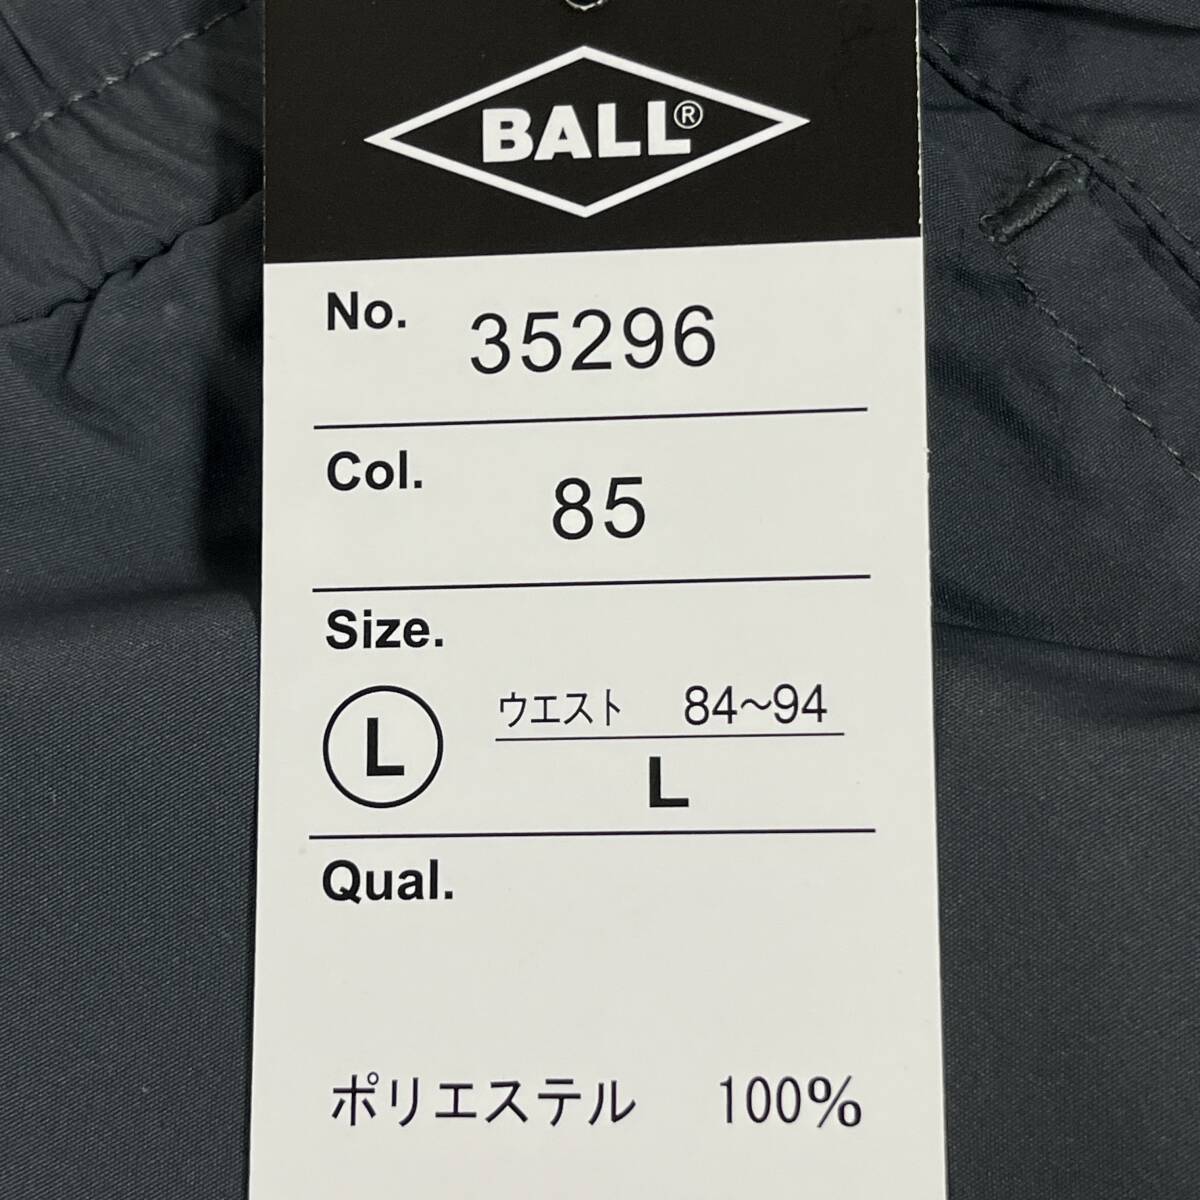 BALL®
No. 35296
Col. 85
Size.
L ウエスト 84~94
L
Qual.
ポリエステル 100%